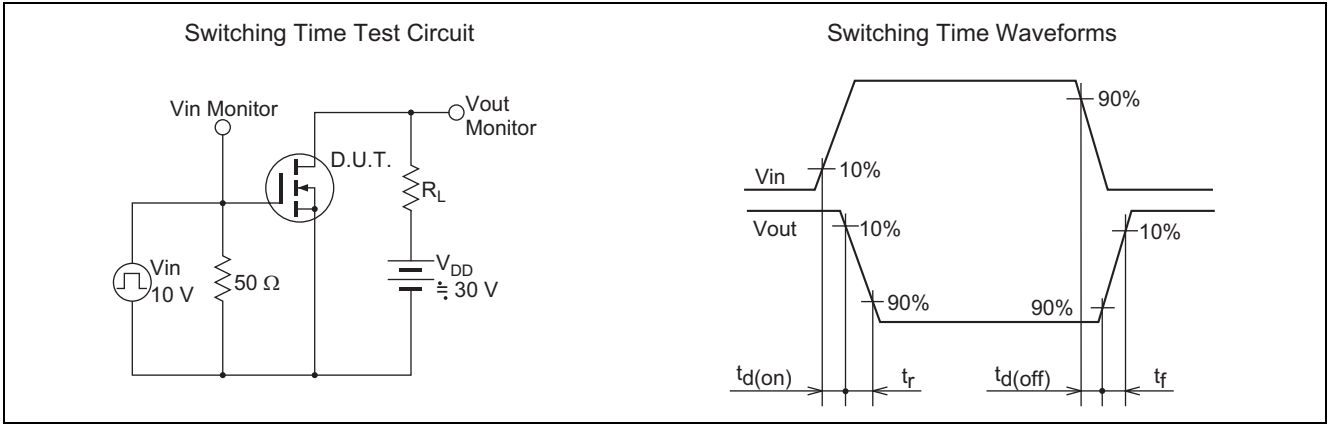 Switching Time Test Circuit
Vin Monitor
Vout
Monitor
D.U.T.
RL
Vin
10 V
50 Ω
VDD
≒ 30 V
Switching Time Waveforms
Vin
10%
90%
Vout
10%
90%
90%
10%
td(on)
tr
td(off)
tf